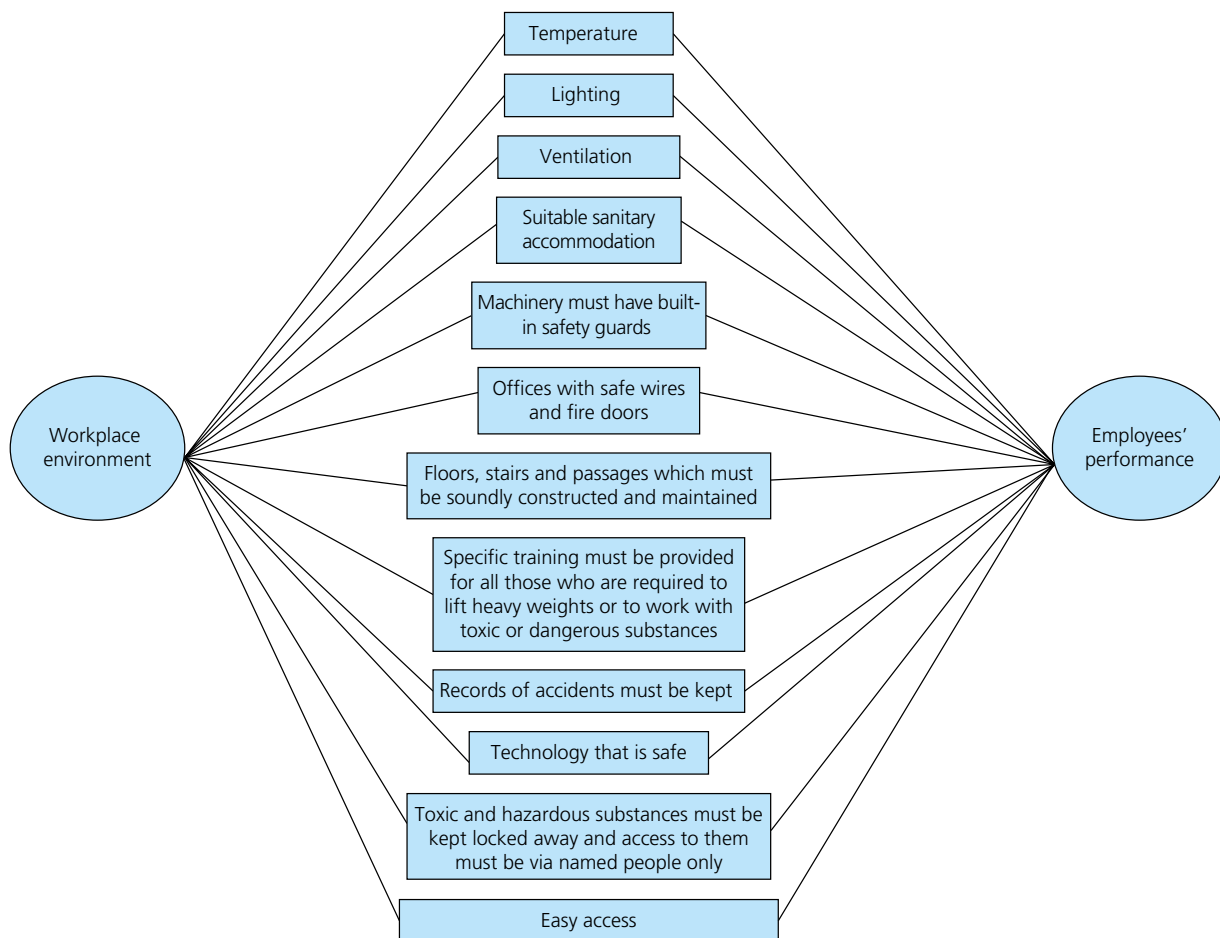 Temperature
Lighting
Ventilation
Suitable sanitary
accommodation
Machinery must have built-
in safety guards
Offices with safe wires
and fire doors
Workplace
environment
Employees’
performance
Floors, stairs and passages which must
be soundly constructed and maintained
Specific training must be provided
for all those who are required to
lift heavy weights or to work with
toxic or dangerous substances
Records of accidents must be kept
Technology that is safe
Toxic and hazardous substances must be
kept locked away and access to them
must be via named people only
Easy access